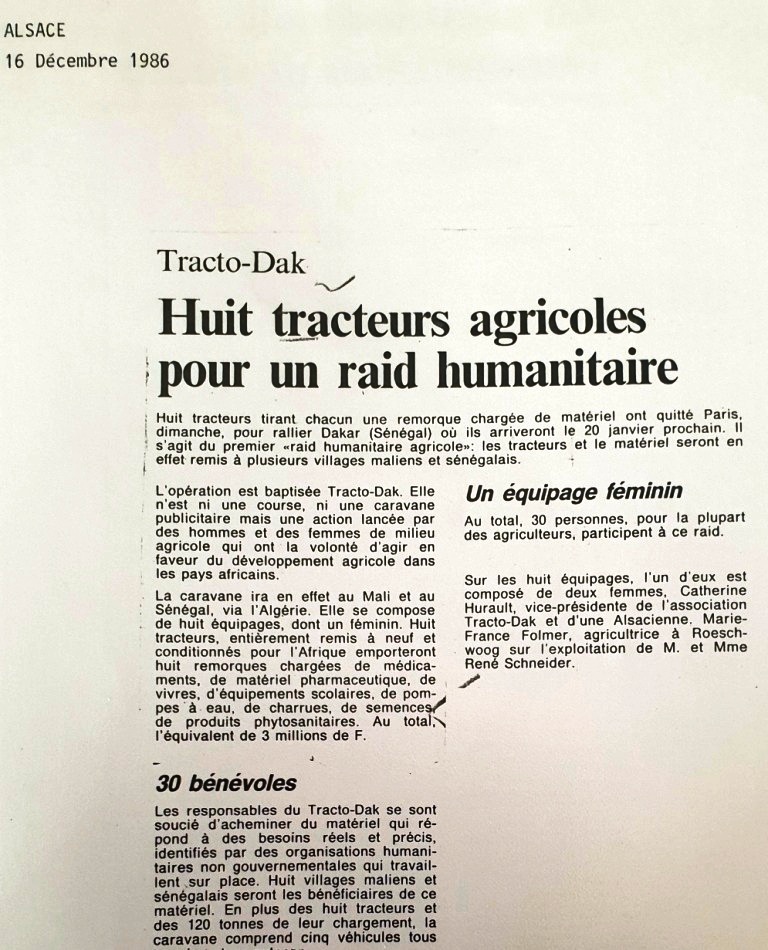 ALSACE
16 Décembre 1986
Tracto-Dak
Huit tracteurs agricoles
pour un raid humanitaire
Huit tracteurs tirant chacun une remorque chargée de matériel ont quitté Paris,
dimanche, pour rallier Dakar (Sénégal) où ils arriveront le 20 janvier prochain. Il
s'agit du premier «raid humanitaire agricole»: les tracteurs et le matériel seront en
effet remis à plusieurs villages maliens et sénégalais.
L'opération est baptisée Tracto-Dak. Elle
n'est ni une course, ni une caravane
publicitaire mais une action lancée par
des hommes et des femmes de milieu
agricole qui ont la volonté d'agir en
faveur du développement agricole dans
les pays africains.
La caravane ira en effet au Mali et au
Sénégal, via l'Algérie. Elle se compose
de huit équipages, dont un féminin. Huit
tracteurs, entièrement remis à neuf et
conditionnés pour l'Afrique emporteront
huit remorques chargées de médica-
ments, de matériel pharmaceutique, de
vivres, d'équipements scolaires, de pom-
pes à eau, de charrues, de semences,
de produits phytosanitaires. Au total,
l'équivalent de 3 millions de F.
30 bénévoles
Les responsables du Tracto-Dak se sont
soucié d'acheminer du matériel qui ré-
pond à des besoins réels et précis,
identifiés par des organisations humani-
taires non gouvernementales qui travail-
lent sur place. Huit villages maliens et
sénégalais seront les bénéficiaires de ce
matériel. En plus des huit tracteurs et
des 120 tonnes de leur chargement, la
caravane comprend cinq véhicules tous
Un équipage féminin
Au total, 30 personnes, pour la plupart
des agriculteurs, participent à ce raid.
Sur les huit équipages, l'un d'eux est
composé de deux femmes, Catherine
Hurault, vice-présidente de l'association
Tracto-Dak et d'une Alsacienne. Marie-
France Folmer, agricultrice à Roesch-
woog sur l'exploitation de M. et Mme
René Schneider.